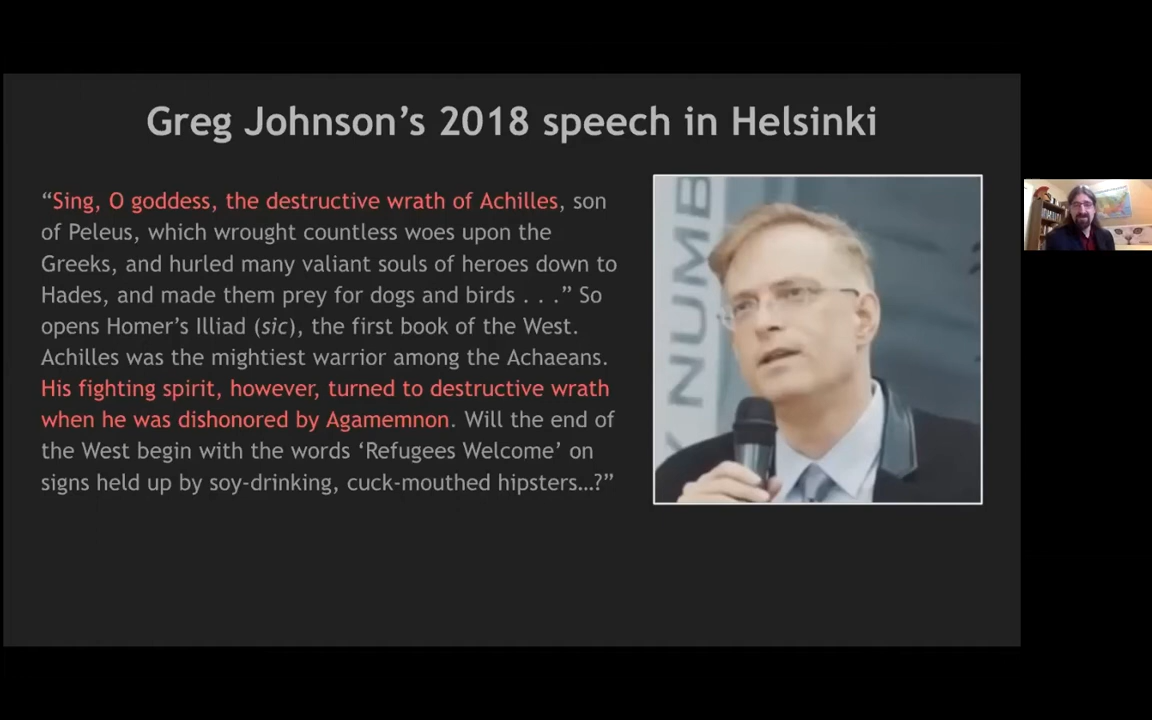 Greg Johnson’s 2018 speech in Helsinki
“Sing, O goddess, the destructive wrath of Achilles, son
of Peleus, which wrought countless woes upon the
Greeks, and hurled many valiant souls of heroes down to
Hades, and made them prey for dogs and birds . . .” So
opens Homer’s Illiad (sic), the first book of the West.
Achilles was the mightiest warrior among the Achaeans.
His fighting spirit, however, turned to destructive wrath
when he was dishonored by Agamemnon. Will the end of
the West begin with the words ‘Refugees Welcome’ on
signs held up by soy-drinking, cuck-mouthed hipsters…?”
Y NUMB